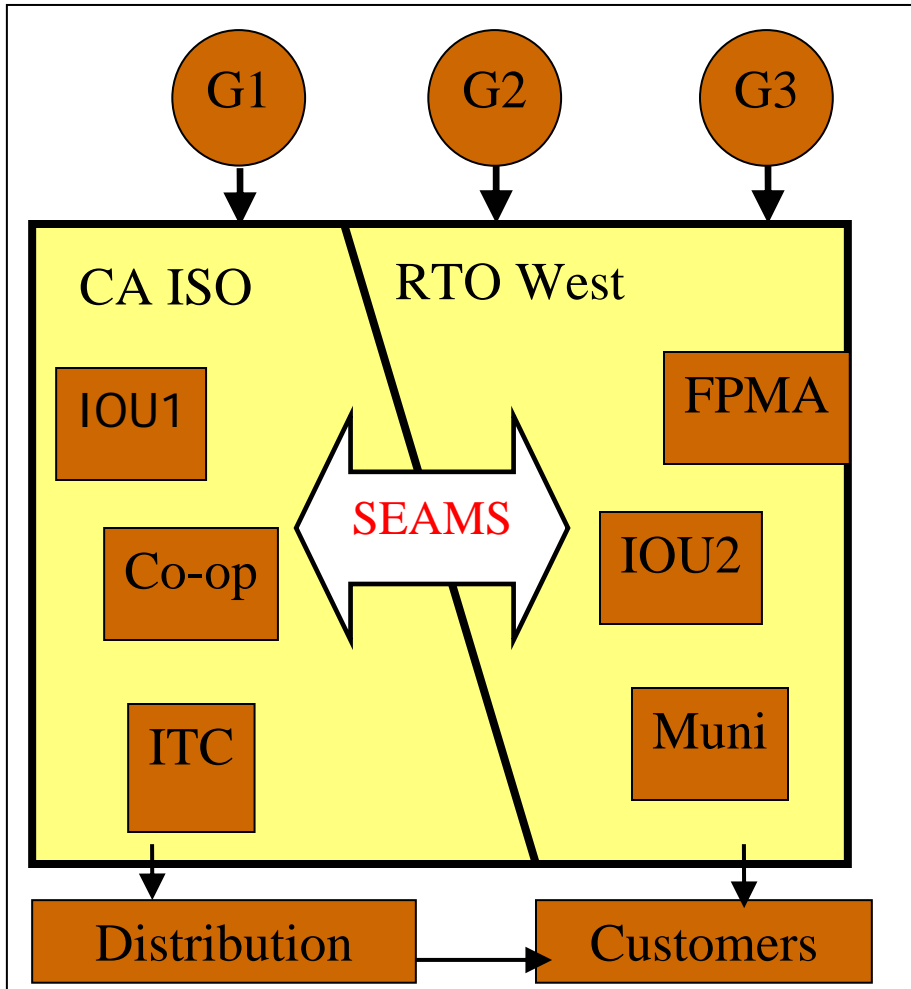 G1
G2
G3
CA ISO
RTO West
IOU1
FPMA
SEAMS
Co-op
IOU2
ITC
Muni
Distribution
Customers